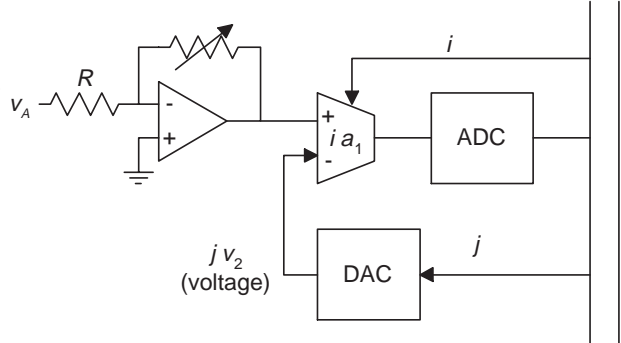 i
R
v_A
-
+
+
i a_1
-
ADC
j v_2
(voltage)
DAC
j